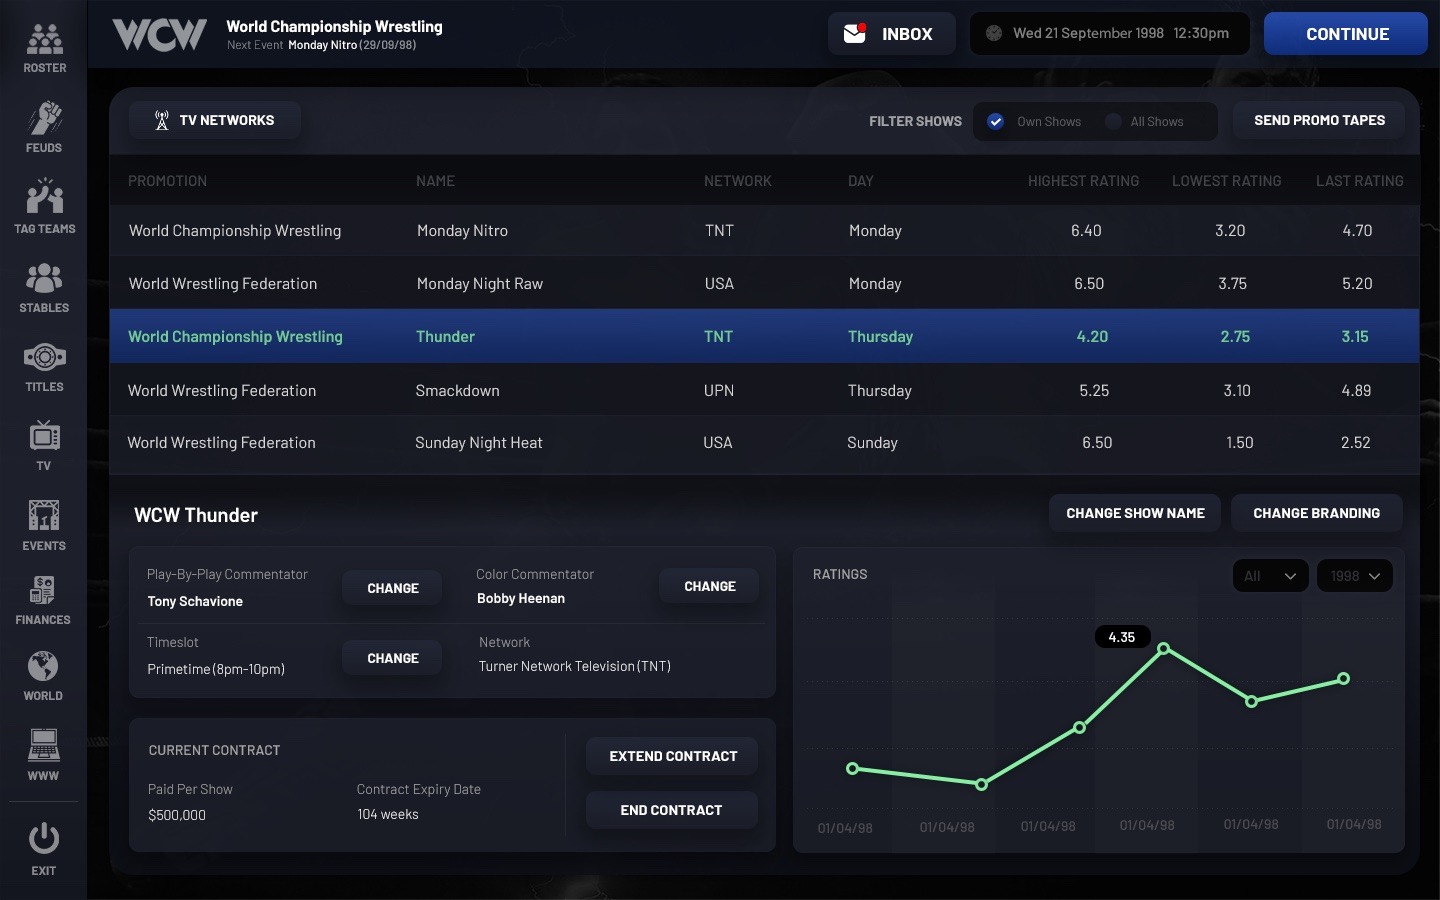 WCW
World Championship Wrestling
Next Event Monday Nitro (29/09/98)
INBOX
Wed 21 September 1998 12:30pm
CONTINUE
ROSTER
FEUDS
TAG TEAMS
STABLES
TITLES
TV
EVENTS
FINANCES
WORLD
WWW
EXIT
TV NETWORKS
FILTER SHOWS
Own Shows
All Shows
SEND PROMO TAPES
PROMOTION NAME NETWORK DAY HIGHEST RATING LOWEST RATING LAST RATING
World Championship Wrestling Monday Nitro TNT Monday 6.40 3.20 4.70
World Wrestling Federation Monday Night Raw USA Monday 6.50 3.75 5.20
World Championship Wrestling Thunder TNT Thursday 4.20 2.75 3.15
World Wrestling Federation Smackdown UPN Thursday 5.25 3.10 4.89
World Wrestling Federation Sunday Night Heat USA Sunday 6.50 1.50 2.52
WCW Thunder
CHANGE SHOW NAME
CHANGE BRANDING
Play-By-Play Commentator
Tony Schavione
CHANGE
Color Commentator
Bobby Heenan
CHANGE
Timeslot
Primetime (8pm-10pm)
CHANGE
Network
Turner Network Television (TNT)
CURRENT CONTRACT
Paid Per Show
$500,000
Contract Expiry Date
104 weeks
EXTEND CONTRACT
END CONTRACT
RATINGS
All
1998
4.35
01/04/98 01/04/98 01/04/98 01/04/98 01/04/98 01/04/98